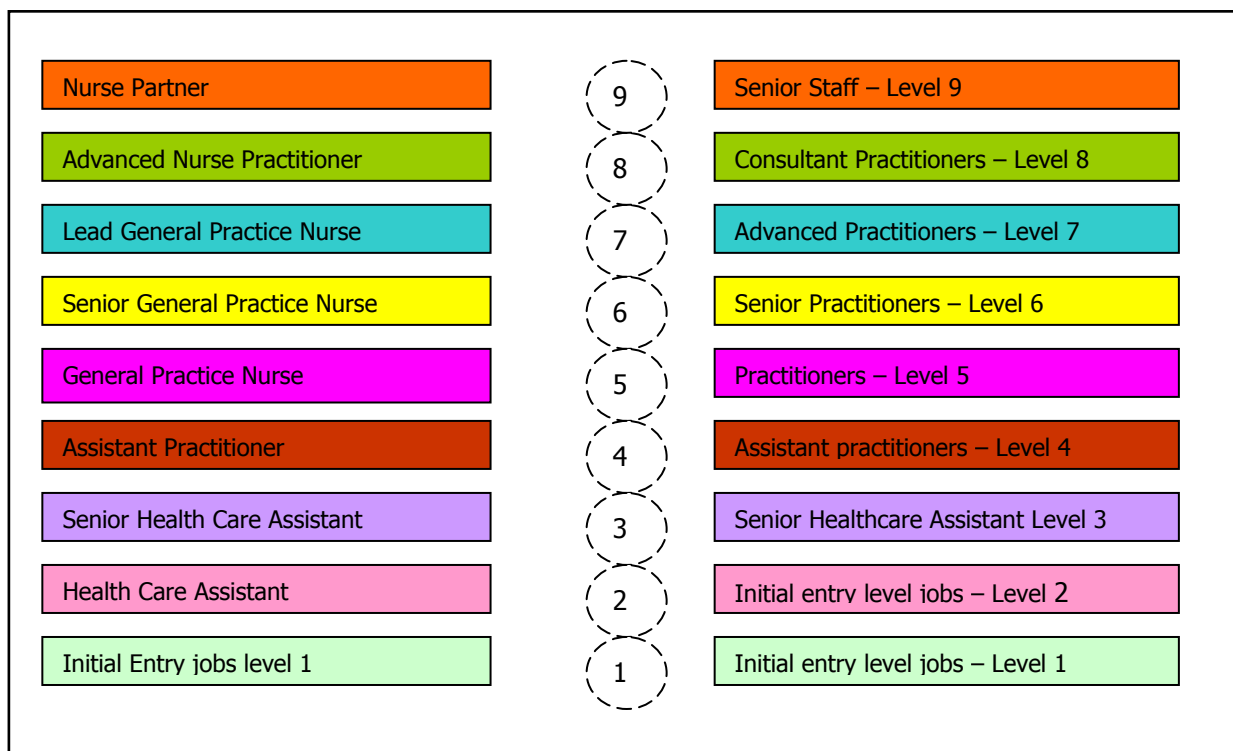 Nurse Partner
9
Senior Staff – Level 9
Advanced Nurse Practitioner
8
Consultant Practitioners – Level 8
Lead General Practice Nurse
7
Advanced Practitioners – Level 7
Senior General Practice Nurse
6
Senior Practitioners – Level 6
General Practice Nurse
5
Practitioners – Level 5
Assistant Practitioner
4
Assistant practitioners – Level 4
Senior Health Care Assistant
3
Senior Healthcare Assistant Level 3
Health Care Assistant
2
Initial entry level jobs – Level 2
Initial Entry jobs level 1
1
Initial entry level jobs – Level 1